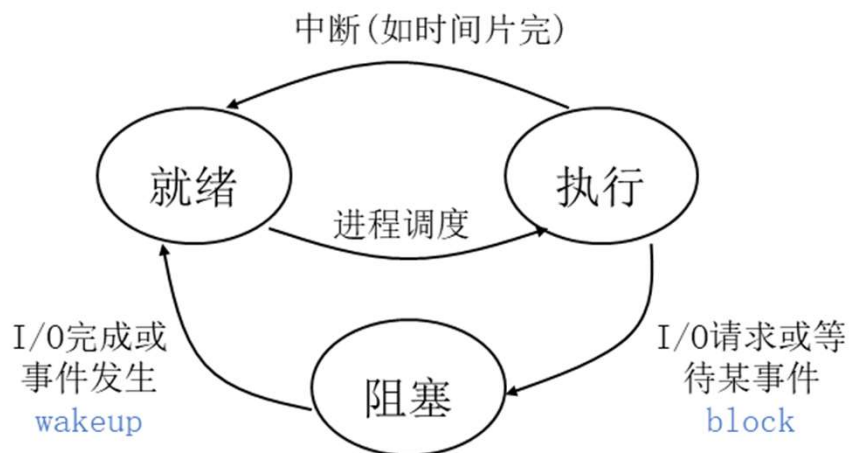 中断(如时间片完)
就绪
执行
进程调度
I/O完成或
事件发生
wakeup
阻塞
I/O请求或等
待某事件
block